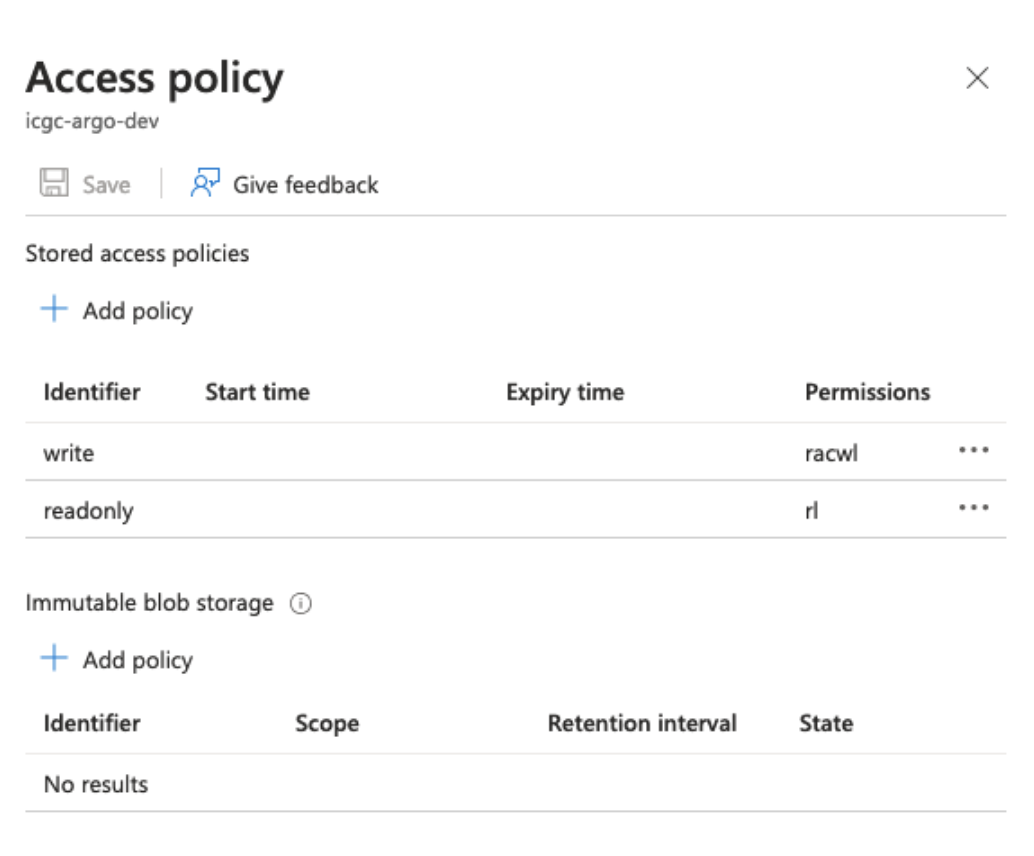 Access policy
icgc-argo-dev
Save Give feedback
Stored access policies
Add policy
Identifier Start time Expiry time Permissions
write racwl
readonly rl
Immutable blob storage
Add policy
Identifier Scope Retention interval State
No results